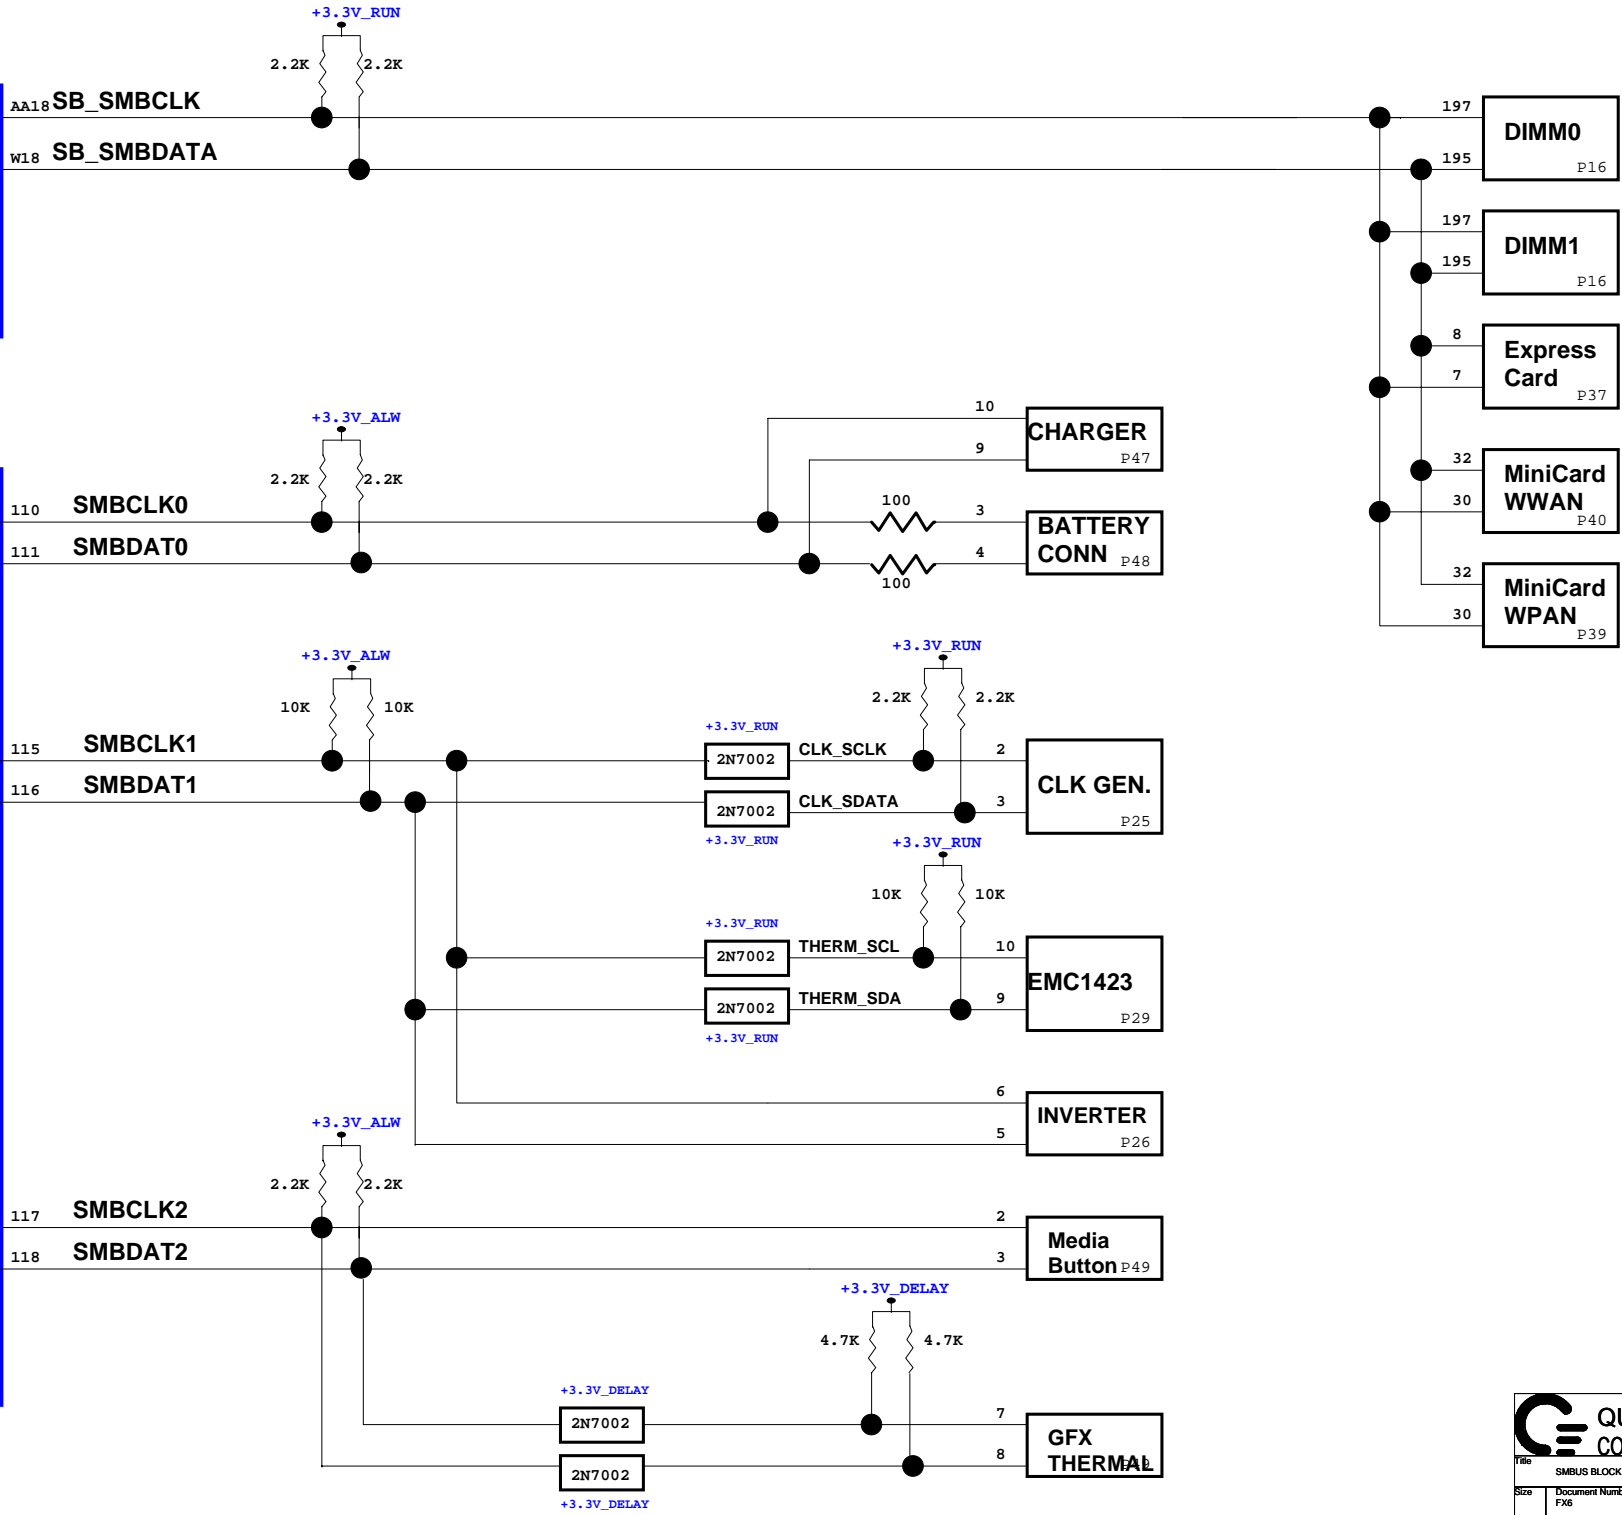 +3.3V_RUN
2.2K 2.2K
AA18 SB_SMBCLK
W18 SB_SMBDATA
197
DIMM0
195
P16
197
DIMM1
195
P16
8
Express
Card
7
P37
32
MiniCard
WWAN
30
P40
32
MiniCard
WPAN
30
P39
+3.3V_ALW
2.2K 2.2K
110 SMBCLK0
111 SMBDAT0
10
CHARGER
9
P47
100
3
BATTERY
CONN P48
4
100
+3.3V_ALW
10K 10K
115 SMBCLK1
116 SMBDAT1
+3.3V_RUN
2.2K 2.2K
+3.3V_RUN
2N7002 CLK_SCLK 2
CLK GEN.
2N7002 CLK_SDATA 3
P25
+3.3V_RUN
+3.3V_RUN
10K 10K
+3.3V_RUN
2N7002 THERM_SCL 10
EMC1423
2N7002 THERM_SDA 9
P29
+3.3V_RUN
6
INVERTER
5
P26
+3.3V_ALW
2.2K 2.2K
117 SMBCLK2
118 SMBDAT2
2
Media
Button P49
3
+3.3V_DELAY
4.7K 4.7K
+3.3V_DELAY
2N7002
7
GFX
THERMAL
8
2N7002
+3.3V_DELAY
Title
SMBUS BLOCK
Size
FX6